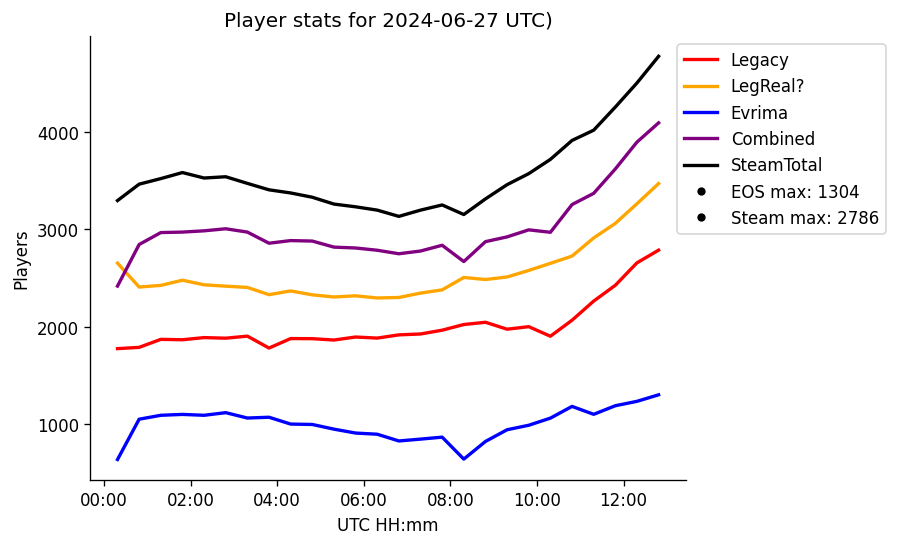 Player stats for 2024-06-27 UTC)
Legacy
LegReal?
Evrima
Combined
SteamTotal
EOS max: 1304
Steam max: 2786
Players
4000
3000
2000
1000
00:00 02:00 04:00 06:00 08:00 10:00 12:00
UTC HH:mm